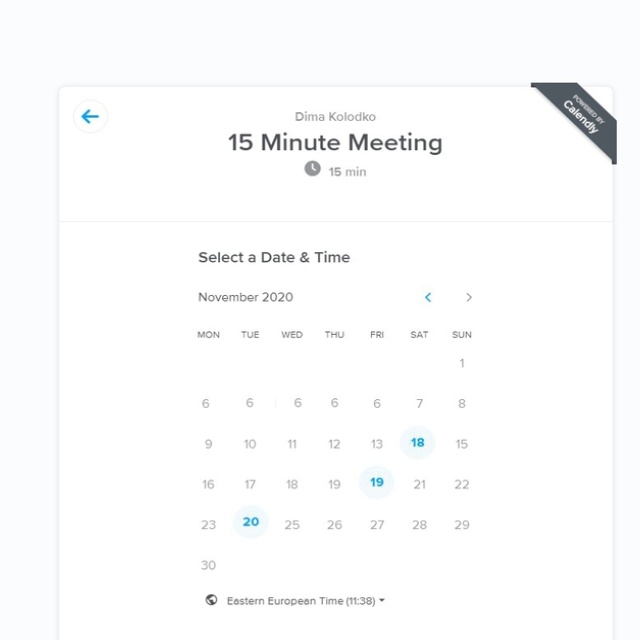 POWERED BY
Calendly
Dima Kolodko
15 Minute Meeting
15 min
Select a Date & Time
November 2020
MON TUE WED THU FRI SAT SUN
1
6 6 6 6 6 7 8
9 10 11 12 13 18 15
16 17 18 19 19 21 22
23 20 25 26 27 28 29
30
Eastern European Time (11:38)